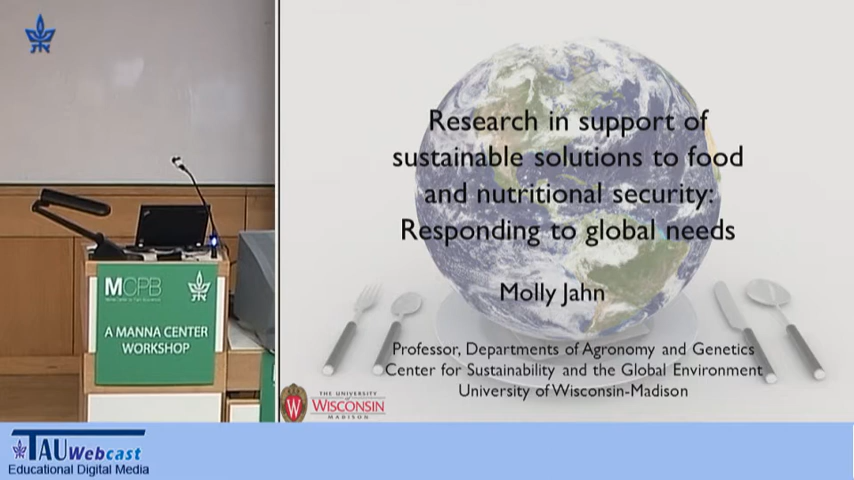 Research in support of
sustainable solutions to food
and nutritional security:
Responding to global needs
Molly Jahn
Professor, Departments of Agronomy and Genetics
Center for Sustainability and the Global Environment
University of Wisconsin-Madison
W
THE UNIVERSITY
of
WISCONSIN
MADISON
MCPB
A MANNA CENTER
WORKSHOP
TAU Webcast
Educational Digital Media